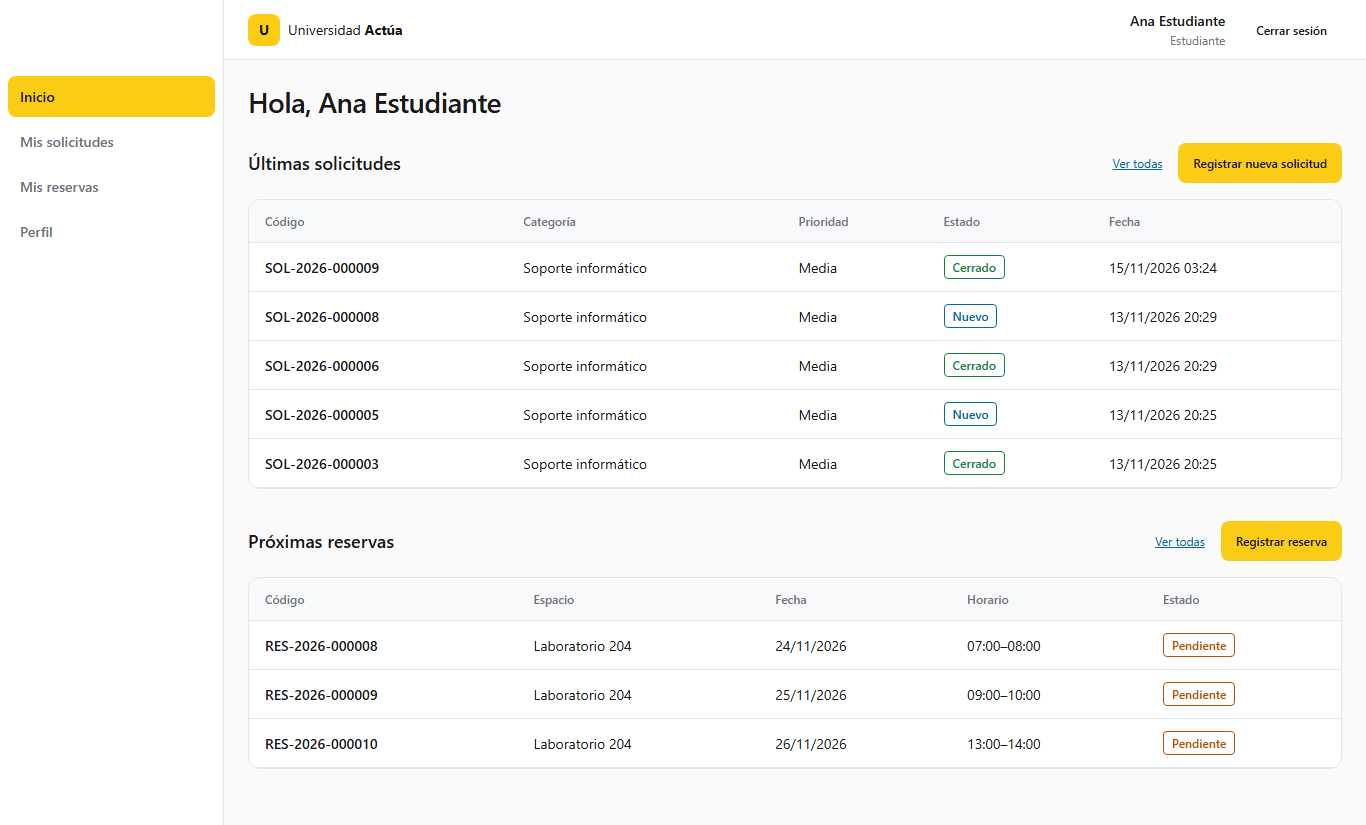 U Universidad Actúa
Ana Estudiante
Estudiante
Cerrar sesión
Inicio
Mis solicitudes
Mis reservas
Perfil
Hola, Ana Estudiante
Últimas solicitudes Ver todas Registrar nueva solicitud
Código Categoría Prioridad Estado Fecha
SOL-2026-000009 Soporte informático Media Cerrado 15/11/2026 03:24
SOL-2026-000008 Soporte informático Media Nuevo 13/11/2026 20:29
SOL-2026-000006 Soporte informático Media Cerrado 13/11/2026 20:29
SOL-2026-000005 Soporte informático Media Nuevo 13/11/2026 20:25
SOL-2026-000003 Soporte informático Media Cerrado 13/11/2026 20:25
Próximas reservas Ver todas Registrar reserva
Código Espacio Fecha Horario Estado
RES-2026-000008 Laboratorio 204 24/11/2026 07:00–08:00 Pendiente
RES-2026-000009 Laboratorio 204 25/11/2026 09:00–10:00 Pendiente
RES-2026-000010 Laboratorio 204 26/11/2026 13:00–14:00 Pendiente